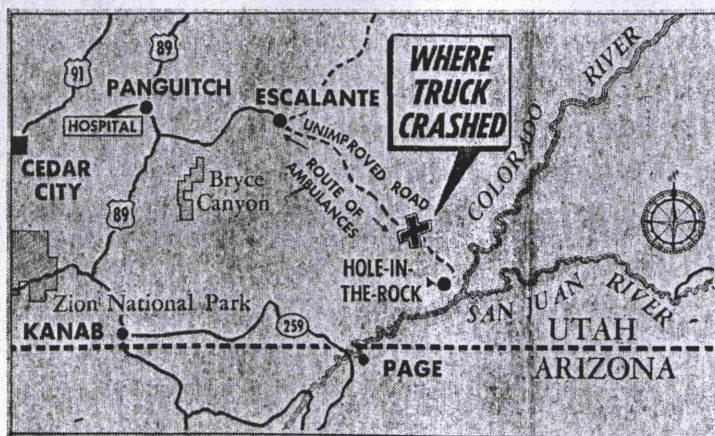 91
89
PANGUITCH
HOSPITAL
CEDAR
CITY
89
ESCALANTE
UNIMPROVED ROAD
ROUTE OF
AMBULANCES
Bryce
Canyon
WHERE
TRUCK
CRASHED
COLORADO RIVER
HOLE-IN-
THE-ROCK
SAN JUAN RIVER
Zion National Park
KANAB
259
PAGE
UTAH
ARIZONA